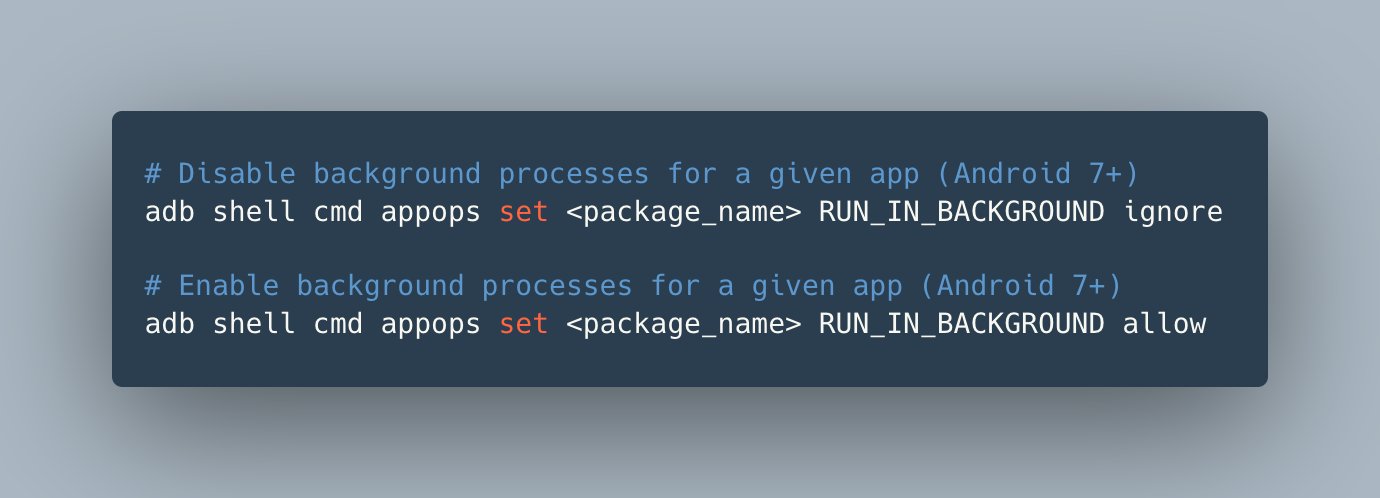 # Disable background processes for a given app (Android 7+)
adb shell cmd appops set <package_name> RUN_IN_BACKGROUND ignore
# Enable background processes for a given app (Android 7+)
adb shell cmd appops set <package_name> RUN_IN_BACKGROUND allow